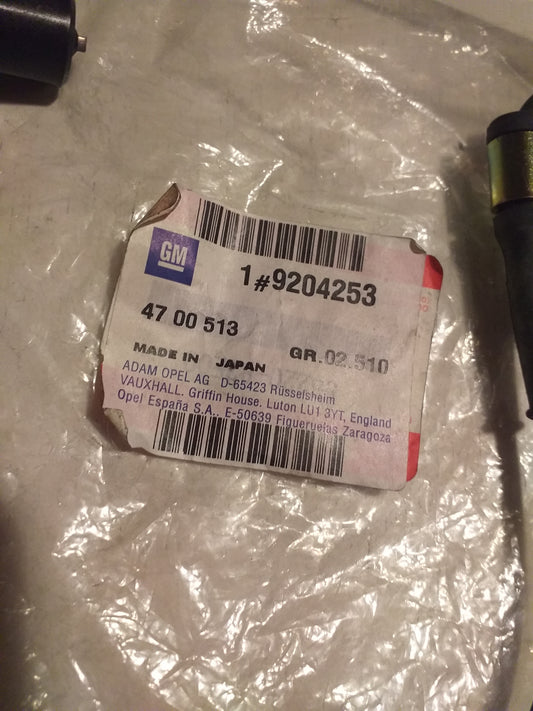 GM
1 #9204253
47 00 513
MADE IN JAPAN GR.02.510
ADAM OPEL AG D-65423 Rüsselsheim
VAUXHALL. Griffin House. Luton LU1 3YT, England
Opel España S.A., E-50639 Figueruelas Zaragoza